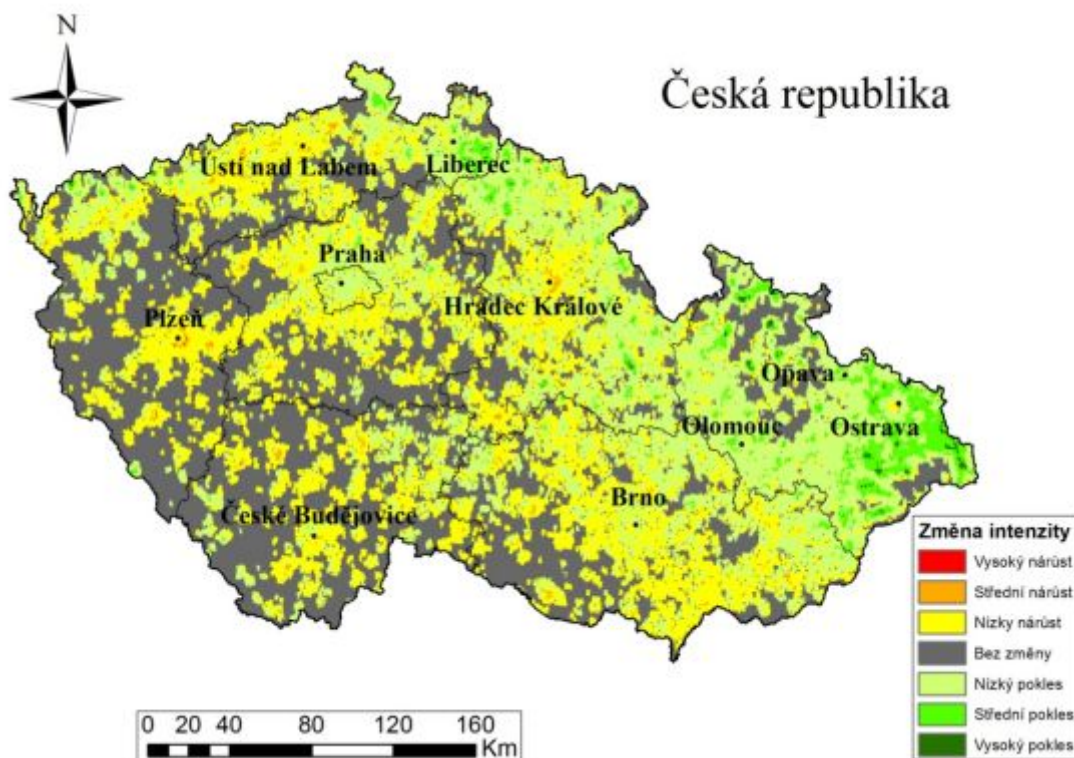 N
Česká republika
Ústí nad Labem
Liberec
Praha
Hradec Králové
Plzeň
Opava
Olomouc
Ostrava
Brno
České Budějovice
Změna intenzity
Vysoký nárůst
Střední nárůst
Nízky nárůst
Bez změny
Nízký pokles
Střední pokles
Vysoký pokles
0 20 40 80 120 160
Km